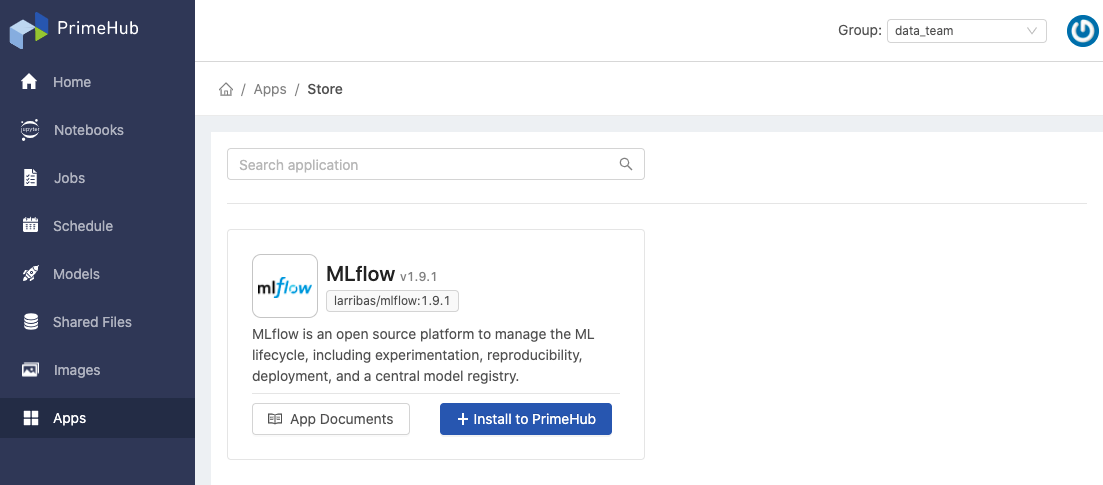 PrimeHub
Group: data_team
Home
Notebooks
Jobs
Schedule
Models
Shared Files
Images
Apps
/ Apps / Store
Search application
mlflow
MLflow v1.9.1
larribas/mlflow:1.9.1
MLflow is an open source platform to manage the ML
lifecycle, including experimentation, reproducibility,
deployment, and a central model registry.
App Documents
+ Install to PrimeHub